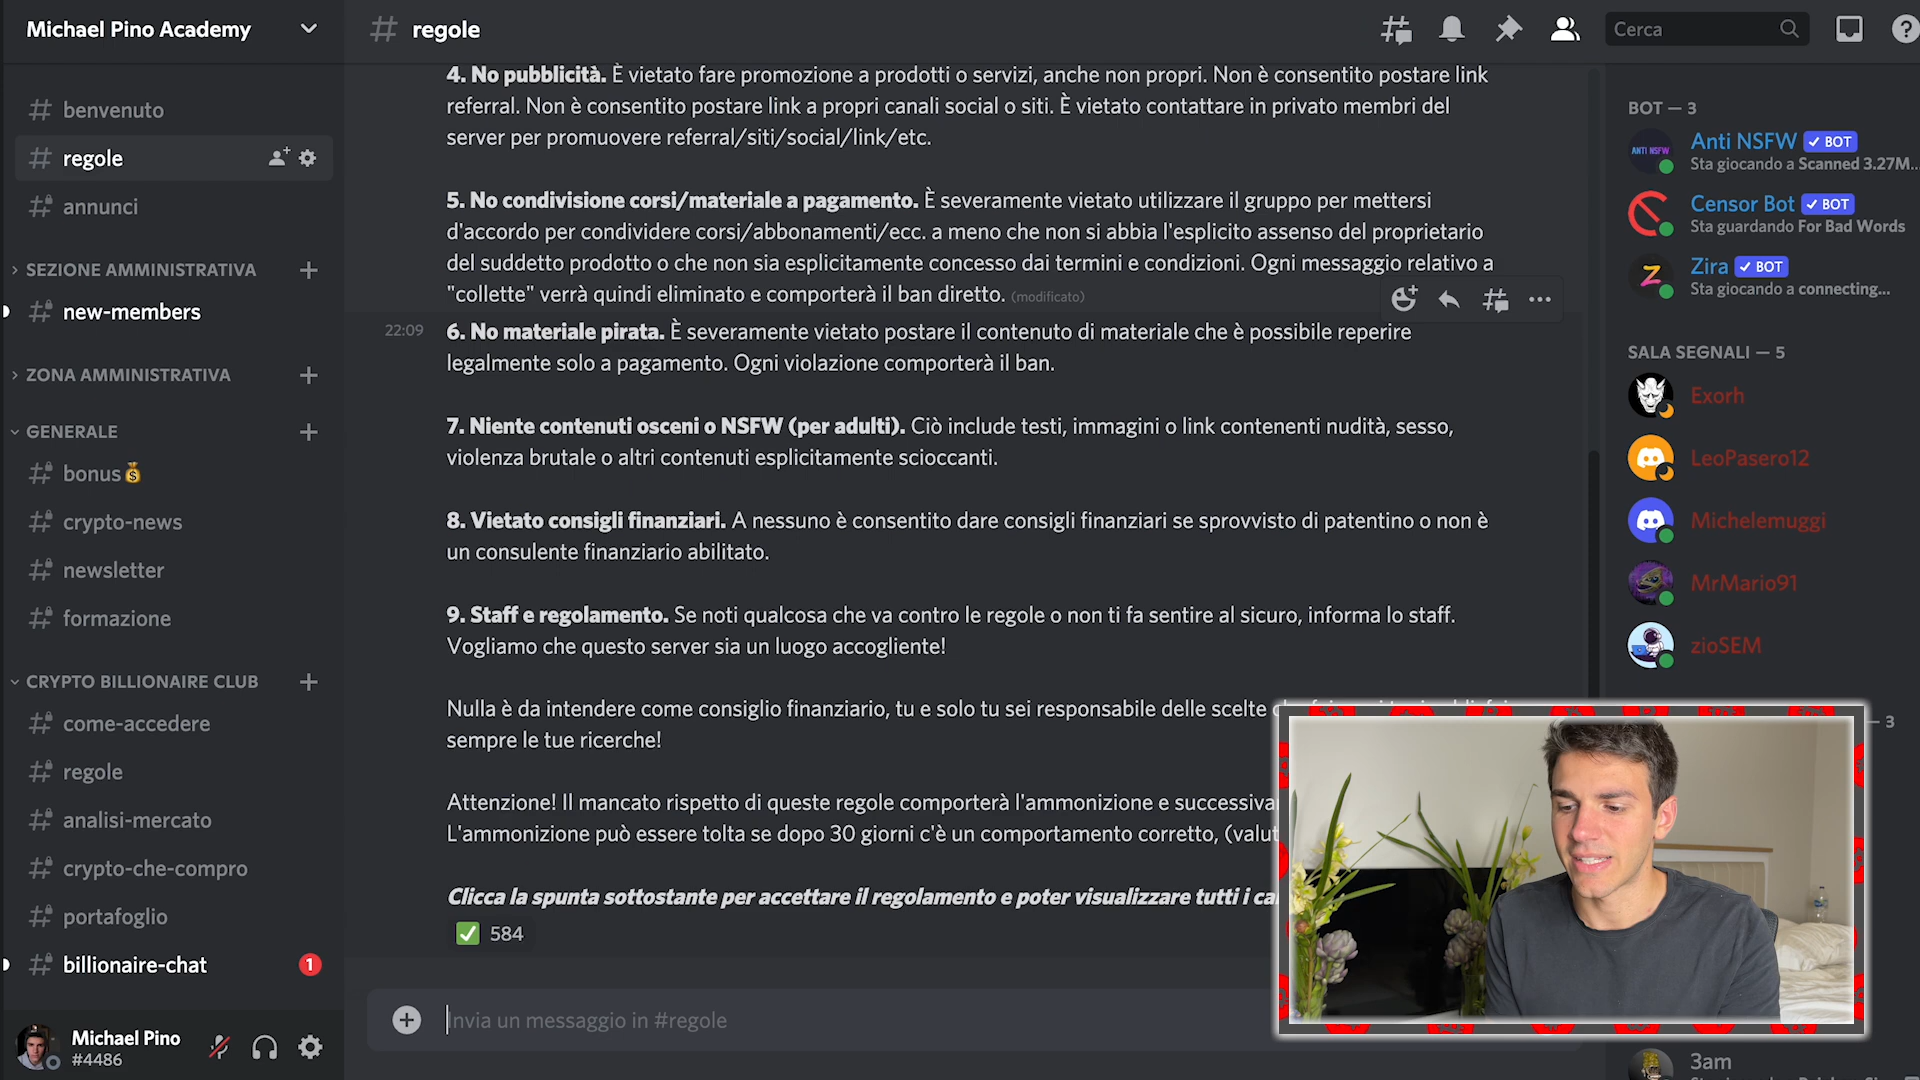 Michael Pino Academy
benvenuto
regole
annunci
SEZIONE AMMINISTRATIVA
new-members
ZONA AMMINISTRATIVA
GENERALE
bonus💰
crypto-news
newsletter
formazione
CRYPTO BILLIONAIRE CLUB
come-accedere
regole
analisi-mercato
crypto-che-compro
portafoglio
billionaire-chat 1
Michael Pino
#4486
regole
Cerca
4. No pubblicità. È vietato fare promozione a prodotti o servizi, anche non propri. Non è consentito postare link
referral. Non è consentito postare link a propri canali social o siti. È vietato contattare in privato membri del
server per promuovere referral/siti/social/link/etc.
5. No condivisione corsi/materiale a pagamento. È severamente vietato utilizzare il gruppo per mettersi
d'accordo per condividere corsi/abbonamenti/ecc. a meno che non si abbia l'esplicito assenso del proprietario
del suddetto prodotto o che non sia esplicitamente concesso dai termini e condizioni. Ogni messaggio relativo a
"collette" verrà quindi eliminato e comporterà il ban diretto. (modificato)
22:09 6. No materiale pirata. È severamente vietato postare il contenuto di materiale che è possibile reperire
legalmente solo a pagamento. Ogni violazione comporterà il ban.
7. Niente contenuti osceni o NSFW (per adulti). Ciò include testi, immagini o link contenenti nudità, sesso,
violenza brutale o altri contenuti esplicitamente scioccanti.
8. Vietato consigli finanziari. A nessuno è consentito dare consigli finanziari se sprovvisto di patentino o non è
un consulente finanziario abilitato.
9. Staff e regolamento. Se noti qualcosa che va contro le regole o non ti fa sentire al sicuro, informa lo staff.
Vogliamo che questo server sia un luogo accogliente!
Nulla è da intendere come consiglio finanziario, tu e solo tu sei responsabile delle scelte
sempre le tue ricerche!
Attenzione! Il mancato rispetto di queste regole comporterà l'ammonizione e successivar
L'ammonizione può essere tolta se dopo 30 giorni c'è un comportamento corretto, (valut
Clicca la spunta sottostante per accettare il regolamento e poter visualizzare tutti i ca
✅ 584
Invia un messaggio in #regole
BOT — 3
Anti NSFW ✓ BOT
ANTI NSFW
Sta giocando a Scanned 3.27M...
Censor Bot ✓ BOT
Sta guardando For Bad Words
Zira ✓ BOT
Sta giocando a connecting...
SALA SEGNALI — 5
Exorh
LeoPasero12
Michelemuggi
MrMario91
zioSEM
— 3
3am